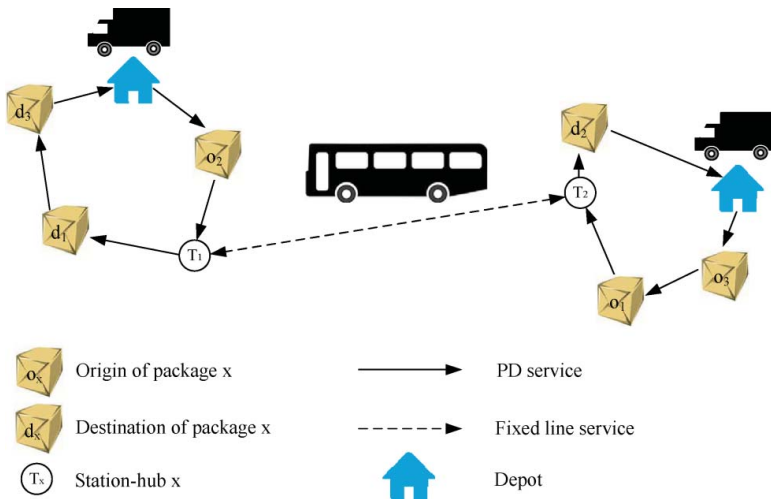 d₃
o₂
d₁
T₁
d₂
T₂
o₃
o₁
oₓ Origin of package x
PD service
dₓ Destination of package x
Fixed line service
Tₓ Station-hub x
Depot